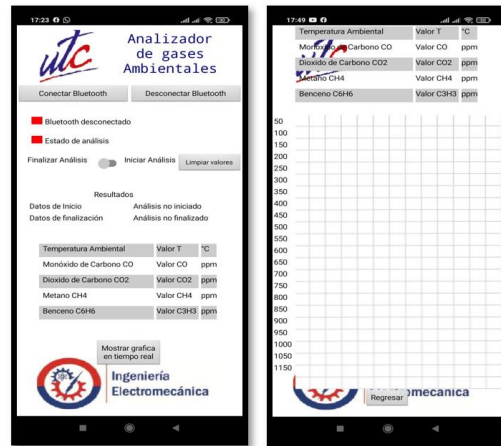 17:23
utc
Analizador
de gases
Ambientales
Conectar Bluetooth
Desconectar Bluetooth
Bluetooth desconectado
Estado de análisis
Finalizar Análisis
Iniciar Análisis
Limpiar valores
Resultados
Datos de Inicio Análisis no iniciado
Datos de finalización Análisis no finalizado
Temperatura Ambiental Valor T °C
Monóxido de Carbono CO Valor CO ppm
Dioxido de Carbono CO2 Valor CO2 ppm
Metano CH4 Valor CH4 ppm
Benceno C6H6 Valor C3H3 ppm
Mostrar grafica
en tiempo real
Ingeniería
Electromecánica
17:49
Temperatura Ambiental Valor T °C
Monóxido de Carbono CO Valor CO ppm
Dioxido de Carbono CO2 Valor CO2 ppm
Metano CH4 Valor CH4 ppm
Benceno C6H6 Valor C3H3 ppm
50
100
150
200
250
300
350
400
450
500
550
600
650
700
750
800
850
900
950
1000
1050
1150
Regresar
omecánica